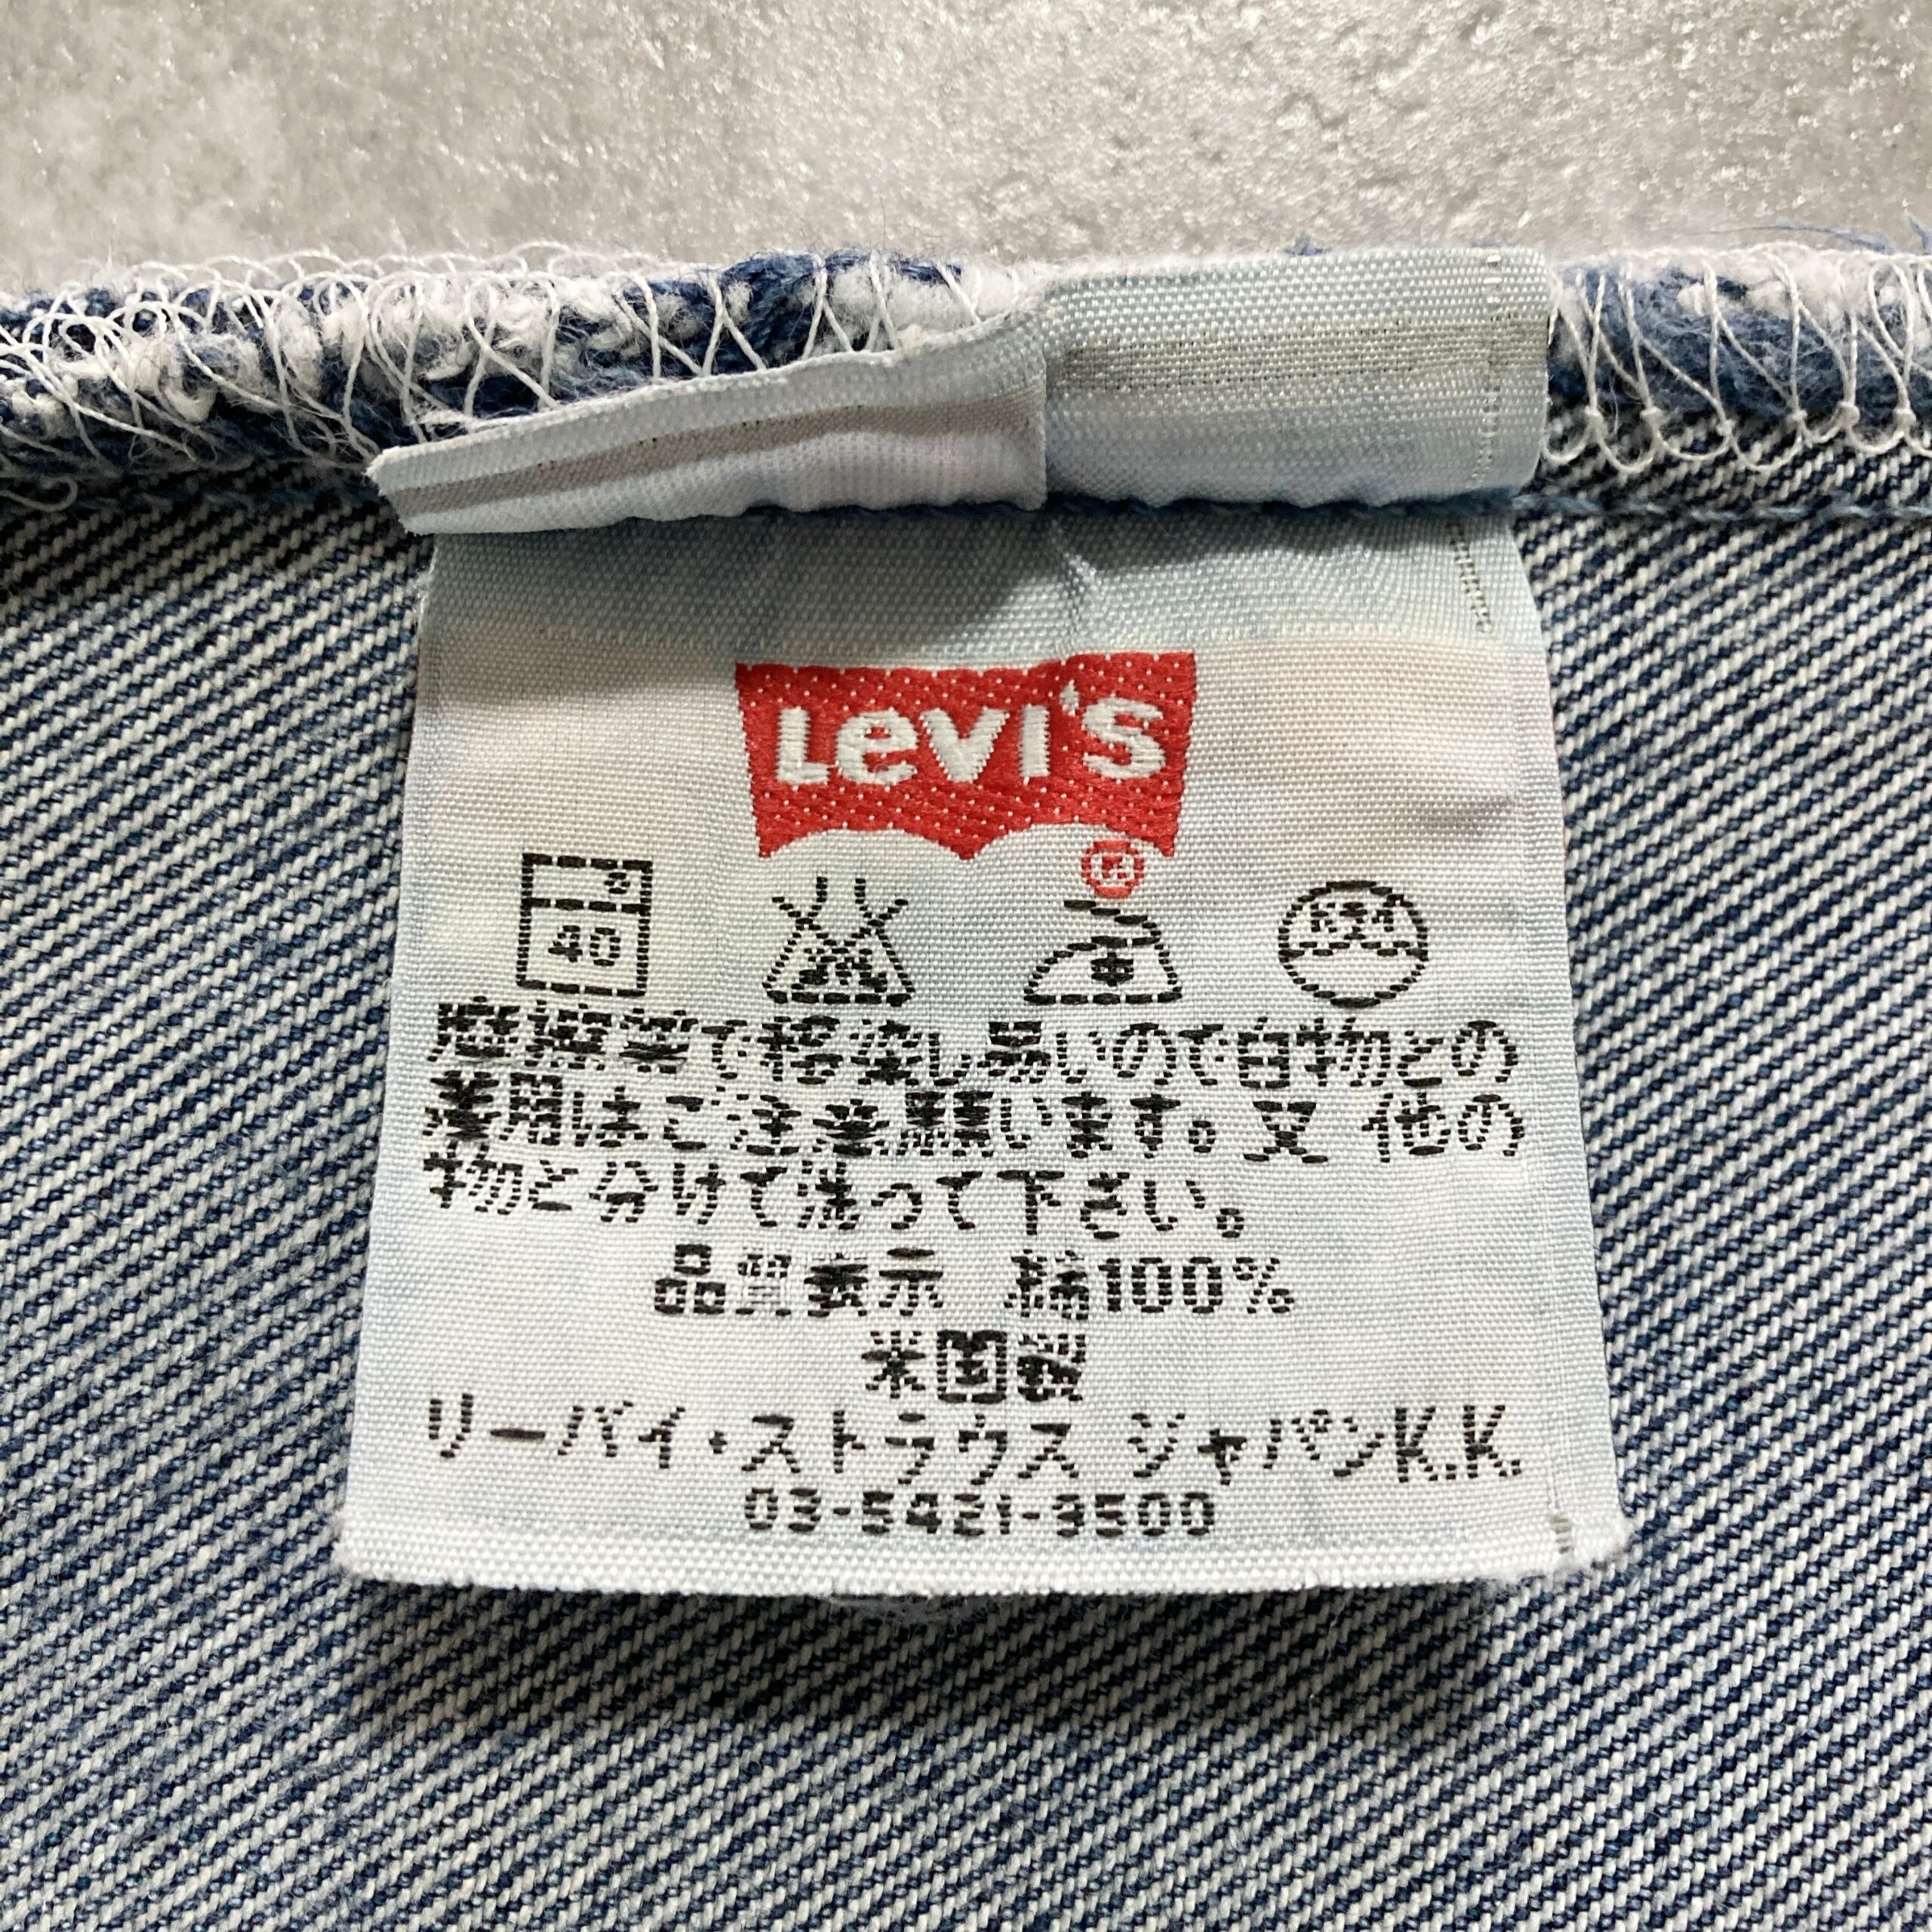 LEVI'S
®
40
ドライ
摩擦等で移染し易いので白物との
着用はご注意願います。又 他の
物と分けて洗って下さい。
品質表示 綿100%
米国製
リーバイ・ストラウス ジャパンK.K.
03-5421-3500